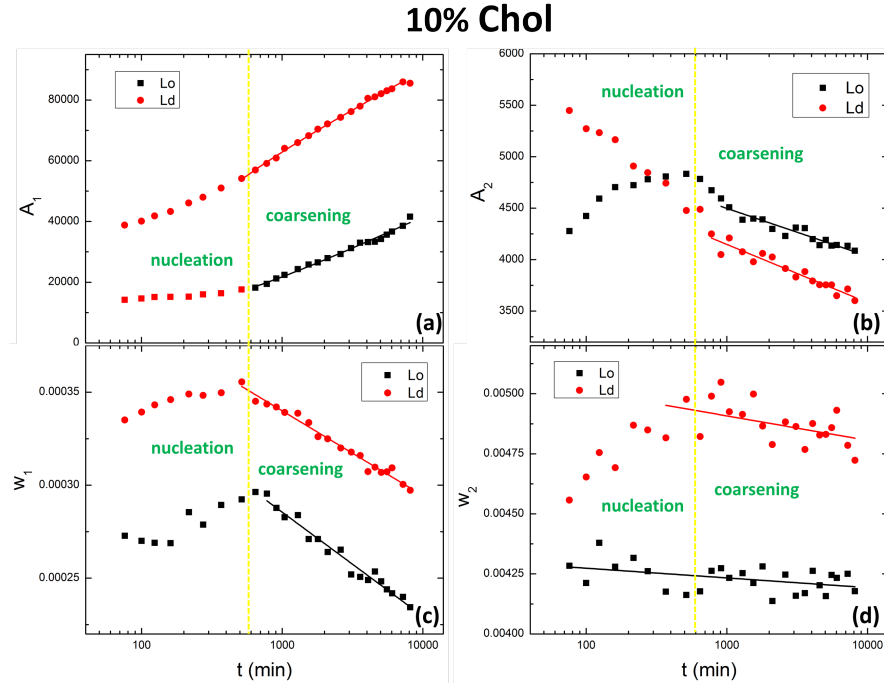 10% Chol
Lo
Ld
nucleation
coarsening
(a)
A1
80000
60000
40000
20000
0
Lo
Ld
nucleation
coarsening
(b)
A2
6000
5500
5000
4500
4000
3500
Lo
Ld
nucleation
coarsening
(c)
w1
0.00035
0.00030
0.00025
100
1000
10000
t (min)
Lo
Ld
nucleation
coarsening
(d)
w2
0.00500
0.00475
0.00450
0.00425
0.00400
100
1000
10000
t (min)